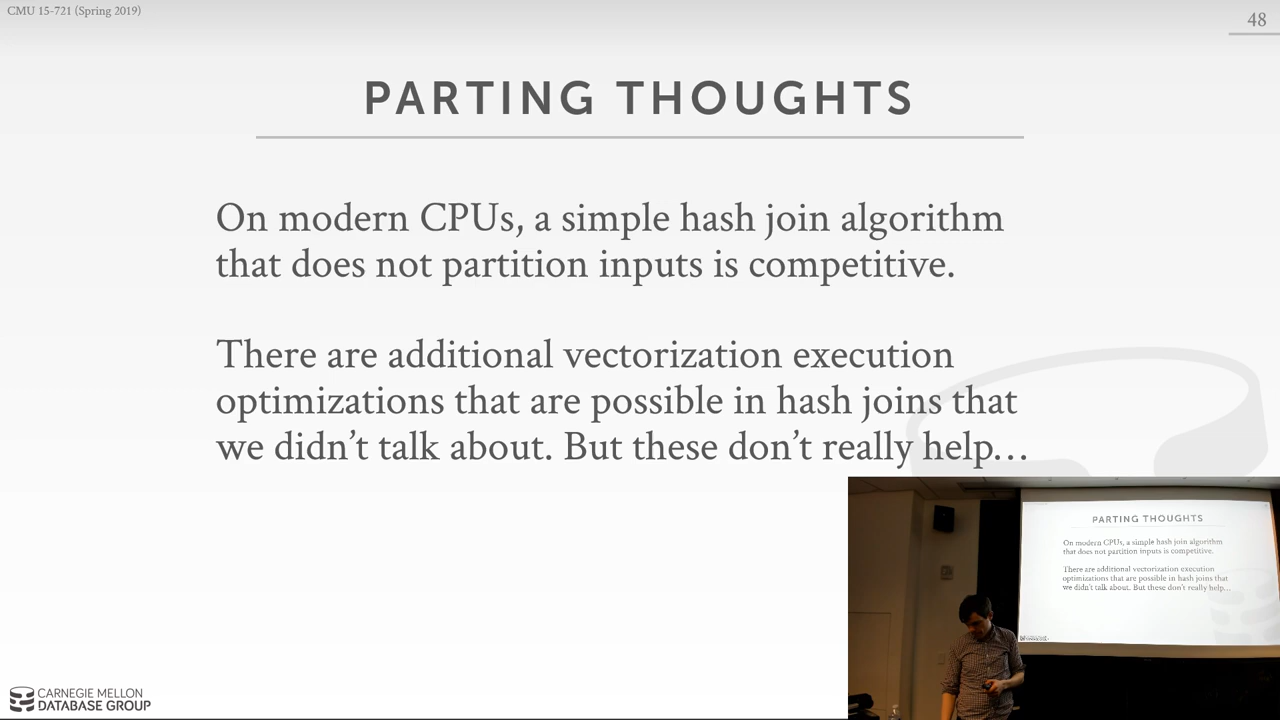 CMU 15-721 (Spring 2019)
48
PARTING THOUGHTS
On modern CPUs, a simple hash join algorithm
that does not partition inputs is competitive.
There are additional vectorization execution
optimizations that are possible in hash joins that
we didn’t talk about. But these don’t really help…
PARTING THOUGHTS
On modern CPUs, a simple hash join algorithm
that does not partition inputs is competitive.
There are additional vectorization execution
optimizations that are possible in hash joins that
we didn’t talk about. But these don’t really help…
CARNEGIE MELLON
DATABASE GROUP